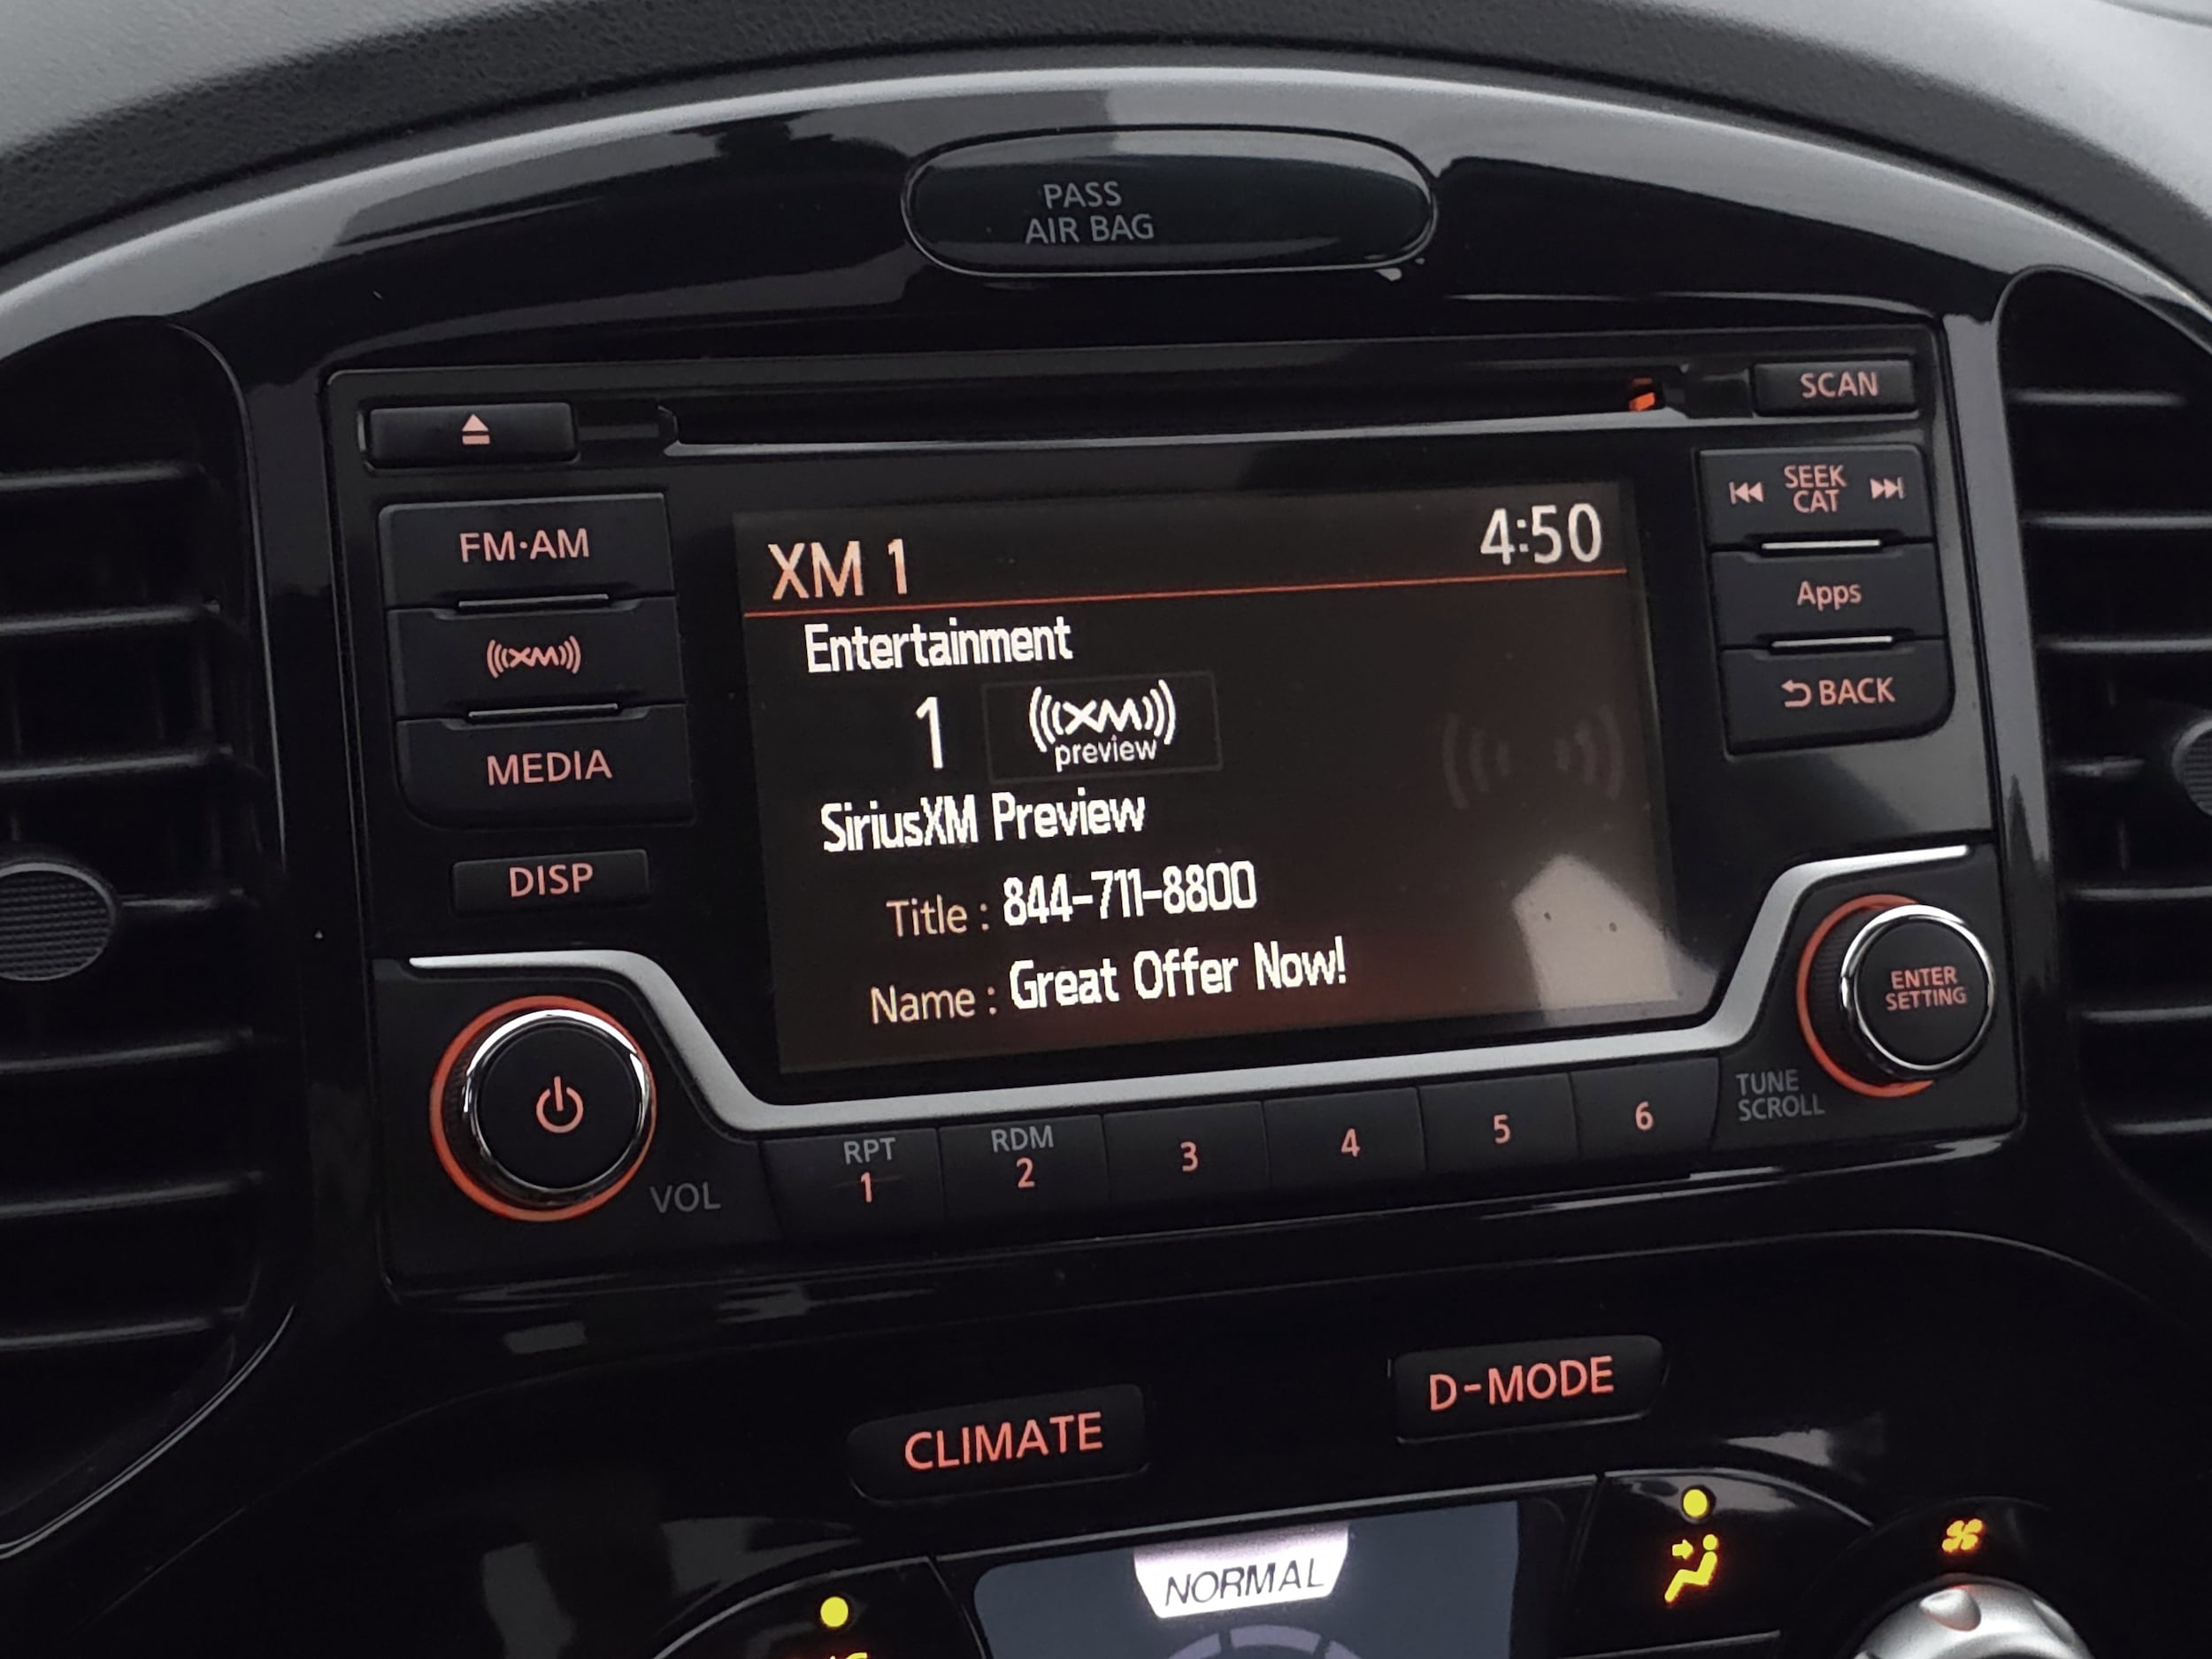 PASS
AIR BAG
SCAN
FM·AM
XM
MEDIA
DISP
VOL
XM 1 4:50
Entertainment
1 XM
preview
SiriusXM Preview
Title : 844-711-8800
Name : Great Offer Now!
SEEK
CAT
Apps
BACK
ENTER
SETTING
TUNE
SCROLL
RPT
1
RDM
2
3
4
5
6
CLIMATE
D-MODE
NORMAL